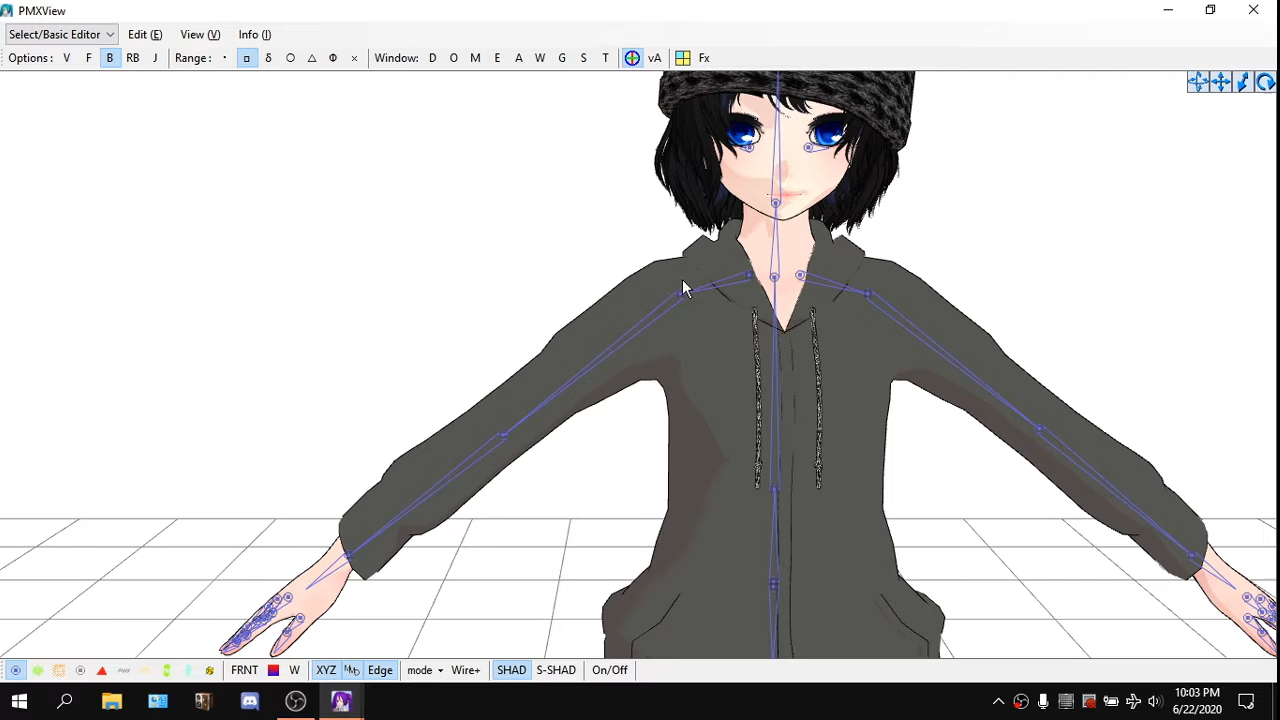 PMXView
Select/Basic Editor Edit (E) View (V) Info (I)
Options: V F B RB J Range: Window: D O M E A W G S T vA Fx
FRNT W XYZ Edge mode Wire+ SHAD S-SHAD On/Off
10:03 PM
6/22/2020